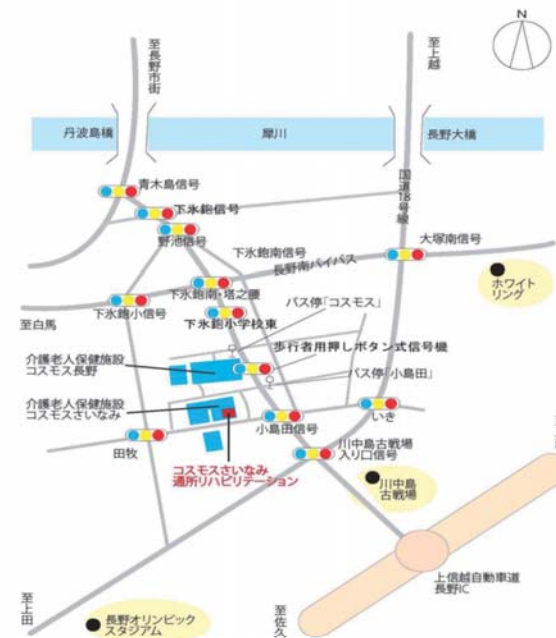 N
至長野市街
至上越
丹波島橋
犀川
長野大橋
青木島信号
国道18号線
下氷鉋信号
野池信号
下氷鉋南信号
大塚南信号
長野南バイパス
ホワイト
リング
下氷鉋南・塔之腰
下氷鉋小信号
バス停「コスモス」
至白馬
下氷鉋小学校東
歩行者用押しボタン式信号機
介護老人保健施設
コスモス長野
バス停「小島田」
介護老人保健施設
コスモスさいなみ
いき
小島田信号
田牧
川中島古戦場
入り口信号
コスモスさいなみ
通所リハビリテーション
川中島
古戦場
上信越自動車道
長野IC
至上田
長野オリンピック
スタジアム
至佐久